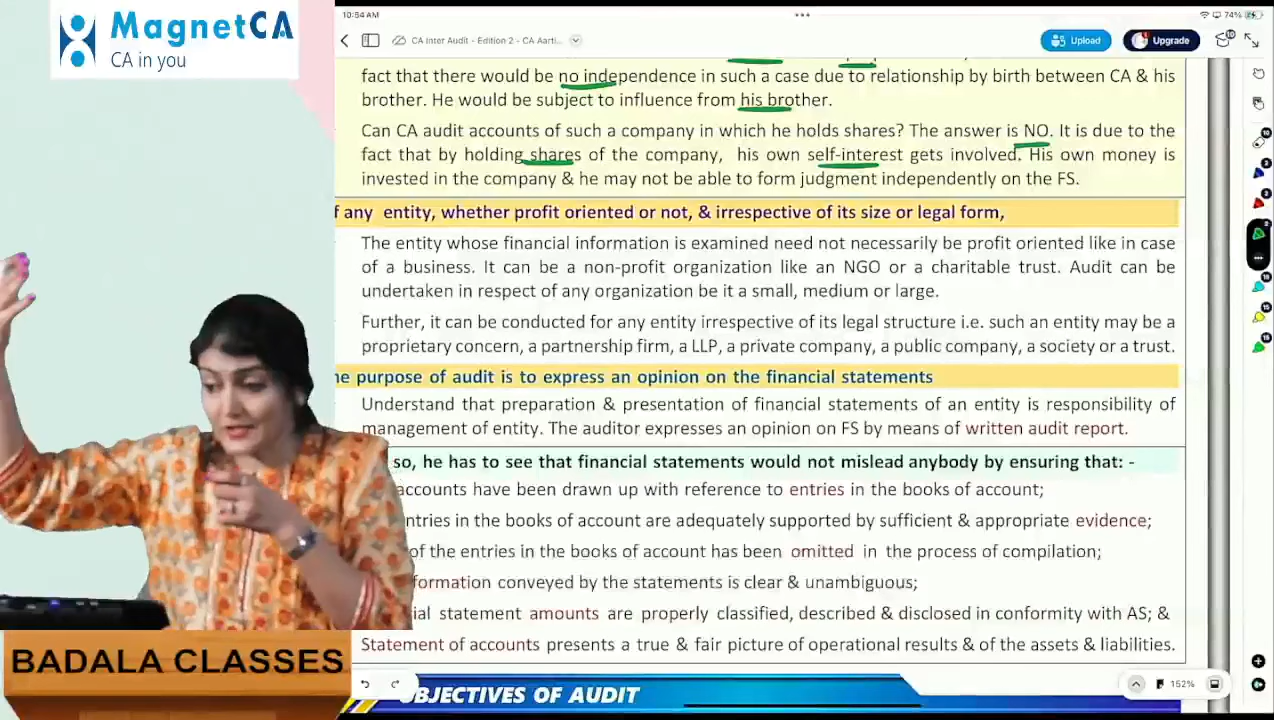 MagnetCA
CA in you
10:54 AM
74%
CA Inter Audit - Edition 2 - CA Aarti...
Upload
Upgrade
fact that there would be no independence in such a case due to relationship by birth between CA & his
brother. He would be subject to influence from his brother.
Can CA audit accounts of such a company in which he holds shares? The answer is NO. It is due to the
fact that by holding shares of the company, his own self-interest gets involved. His own money is
invested in the company & he may not be able to form judgment independently on the FS.
f any entity, whether profit oriented or not, & irrespective of its size or legal form,
The entity whose financial information is examined need not necessarily be profit oriented like in case
of a business. It can be a non-profit organization like an NGO or a charitable trust. Audit can be
undertaken in respect of any organization be it a small, medium or large.
Further, it can be conducted for any entity irrespective of its legal structure i.e. such an entity may be a
proprietary concern, a partnership firm, a LLP, a private company, a public company, a society or a trust.
he purpose of audit is to express an opinion on the financial statements
Understand that preparation & presentation of financial statements of an entity is responsibility of
management of entity. The auditor expresses an opinion on FS by means of written audit report.
so, he has to see that financial statements would not mislead anybody by ensuring that: -
accounts have been drawn up with reference to entries in the books of account;
ntries in the books of account are adequately supported by sufficient & appropriate evidence;
of the entries in the books of account has been omitted in the process of compilation;
formation conveyed by the statements is clear & unambiguous;
ial statement amounts are properly classified, described & disclosed in conformity with AS; &
Statement of accounts presents a true & fair picture of operational results & of the assets & liabilities.
152%
BADALA CLASSES
OBJECTIVES OF AUDIT